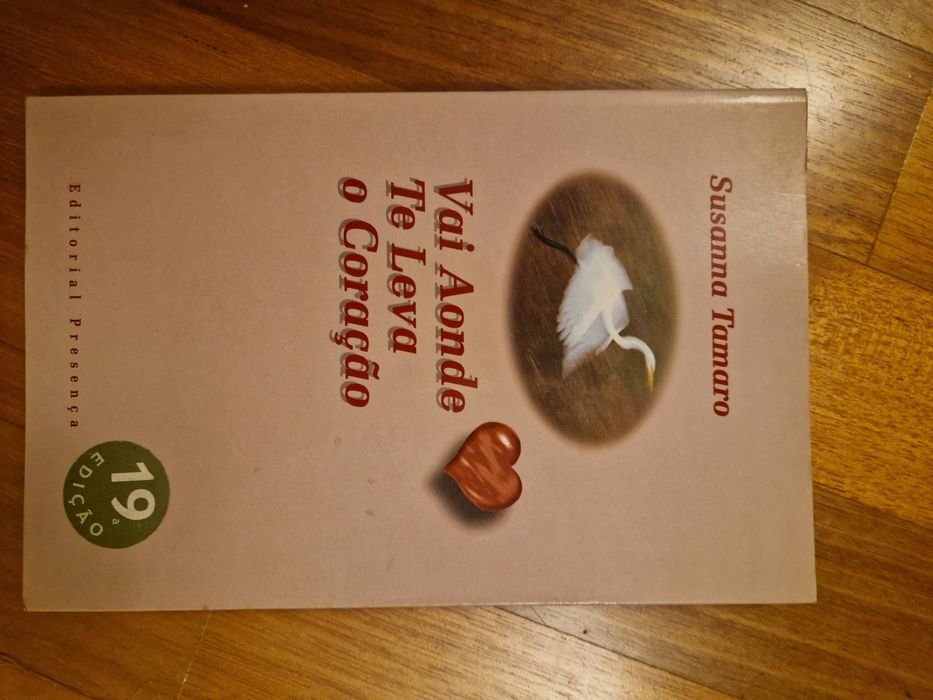 Susanna Tamaro
Vai Aonde
Te Leva
o Coração
Editorial Presença
19ª
EDIÇÃO